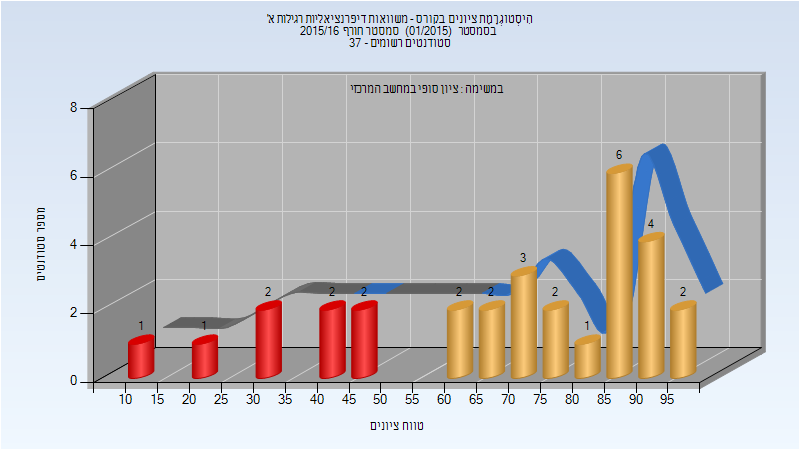 היסטוגרמת ציונים בקורס - משוואות דיפרנציאליות רגילות א'
בסמסטר (01/2015) סמסטר חורף 2015/16
סטודנטים רשומים - 37
במשימה : ציון סופי במחשב המרכזי
מספר סטודנטים
8
6
4
2
0
1 1 2 2 2 2 2 3 2 1 6 4 2
10 15 20 25 30 35 40 45 50 55 60 65 70 75 80 85 90 95
טווח ציונים